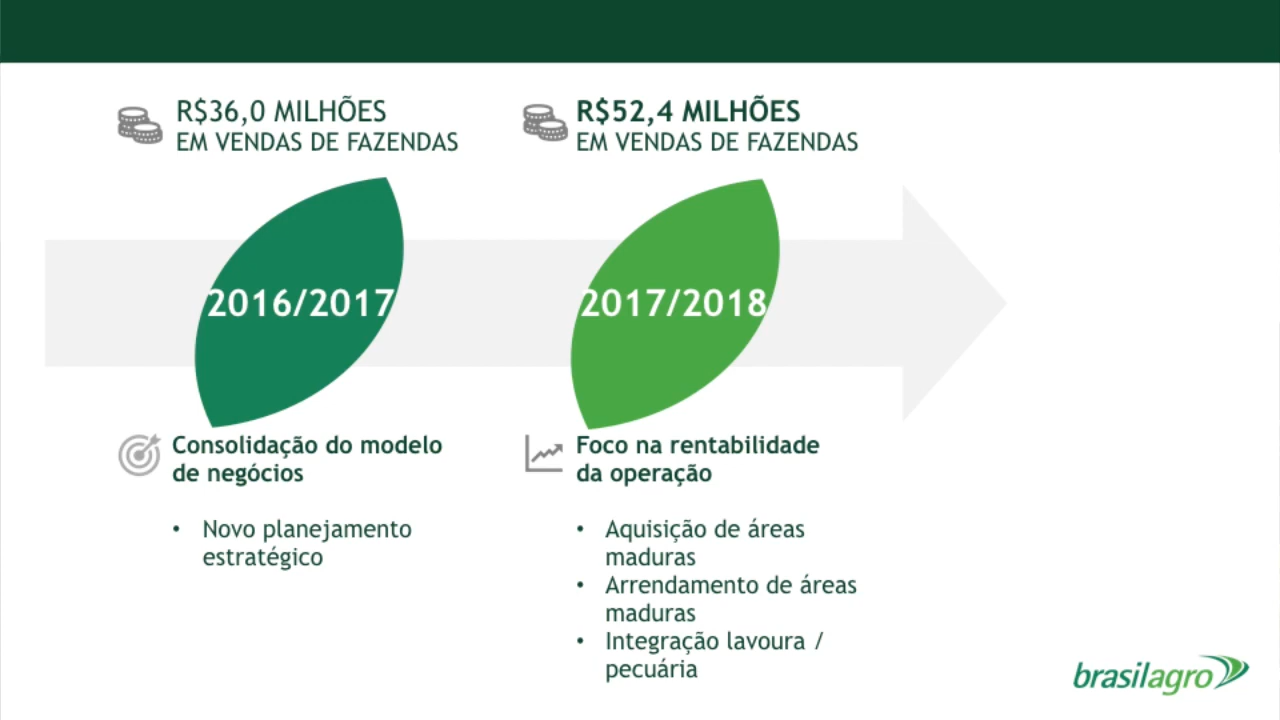 R$36,0 MILHÕES
EM VENDAS DE FAZENDAS
R$52,4 MILHÕES
EM VENDAS DE FAZENDAS
2016/2017
2017/2018
Consolidação do modelo
de negócios
• Novo planejamento
estratégico
Foco na rentabilidade
da operação
• Aquisição de áreas
maduras
• Arrendamento de áreas
maduras
• Integração lavoura /
pecuária
brasilagro